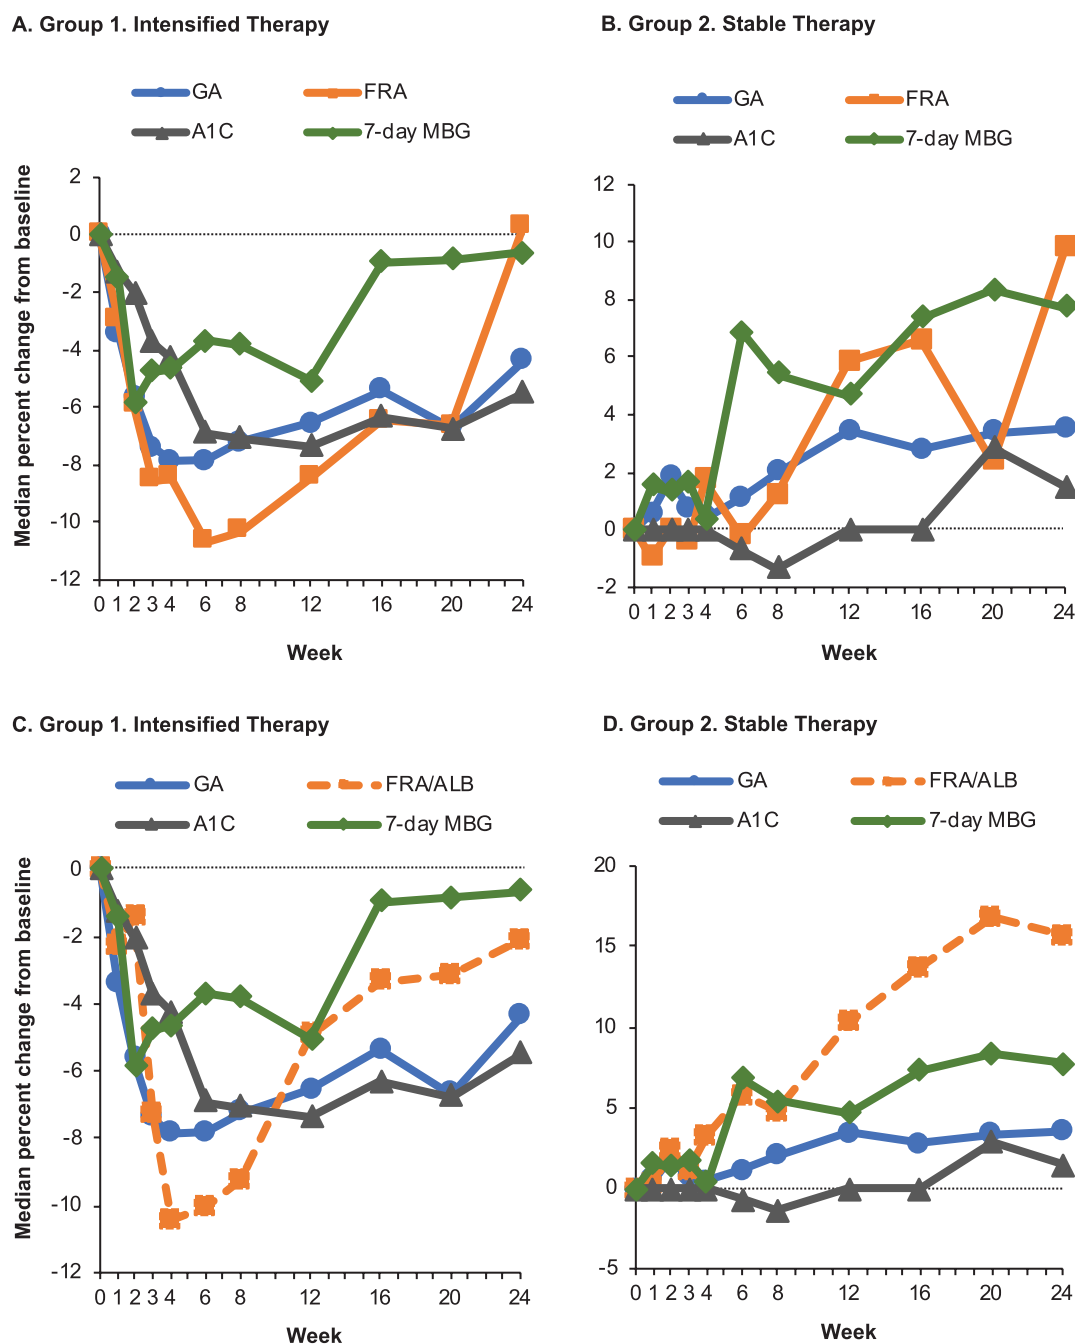 A. Group 1. Intensified Therapy
GA
FRA
A1C
7-day MBG
Median percent change from baseline
2
0
-2
-4
-6
-8
-10
-12
0 1 2 3 4 6 8 12 16 20 24
Week
B. Group 2. Stable Therapy
GA
FRA
A1C
7-day MBG
12
10
8
6
4
2
0
-2
0 1 2 3 4 6 8 12 16 20 24
Week
C. Group 1. Intensified Therapy
GA
FRA/ALB
A1C
7-day MBG
Median percent change from baseline
0
-2
-4
-6
-8
-10
-12
0 1 2 3 4 6 8 12 16 20 24
Week
D. Group 2. Stable Therapy
GA
FRA/ALB
A1C
7-day MBG
20
15
10
5
0
-5
0 1 2 3 4 6 8 12 16 20 24
Week